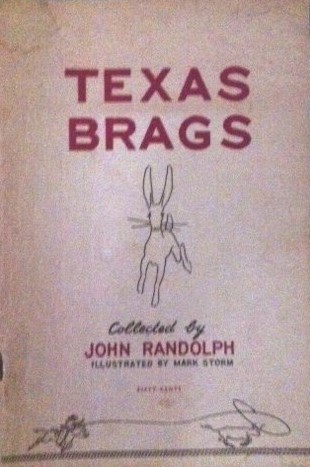 TEXAS
BRAGS
Collected by
JOHN RANDOLPH
ILLUSTRATED BY MARK STORM
FIFTY CENTS